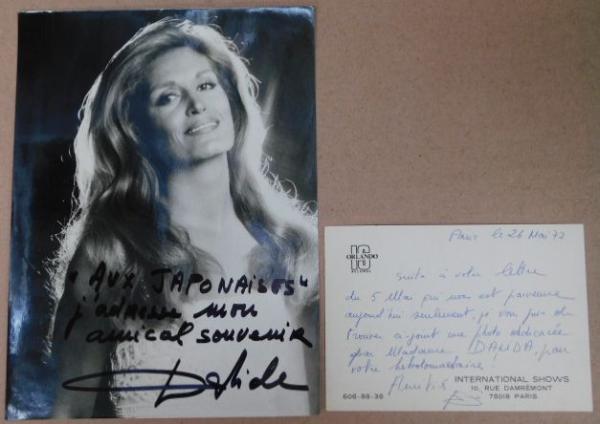 "AUX JAPONAISES"
j'adresse mon
amical souvenir
Dalida
ORLANDO
Paris le 26 Mai 72
suite à votre lettre
du 5 Mai qui nous est parvenue
aujourd'hui seulement, je vous prie de
trouver ci-joint une photo dédicacée
par Madame DALIDA, pour
votre hebdomadaire.
INTERNATIONAL SHOWS
10, RUE DAMRÉMONT
606-88-36
75018 PARIS